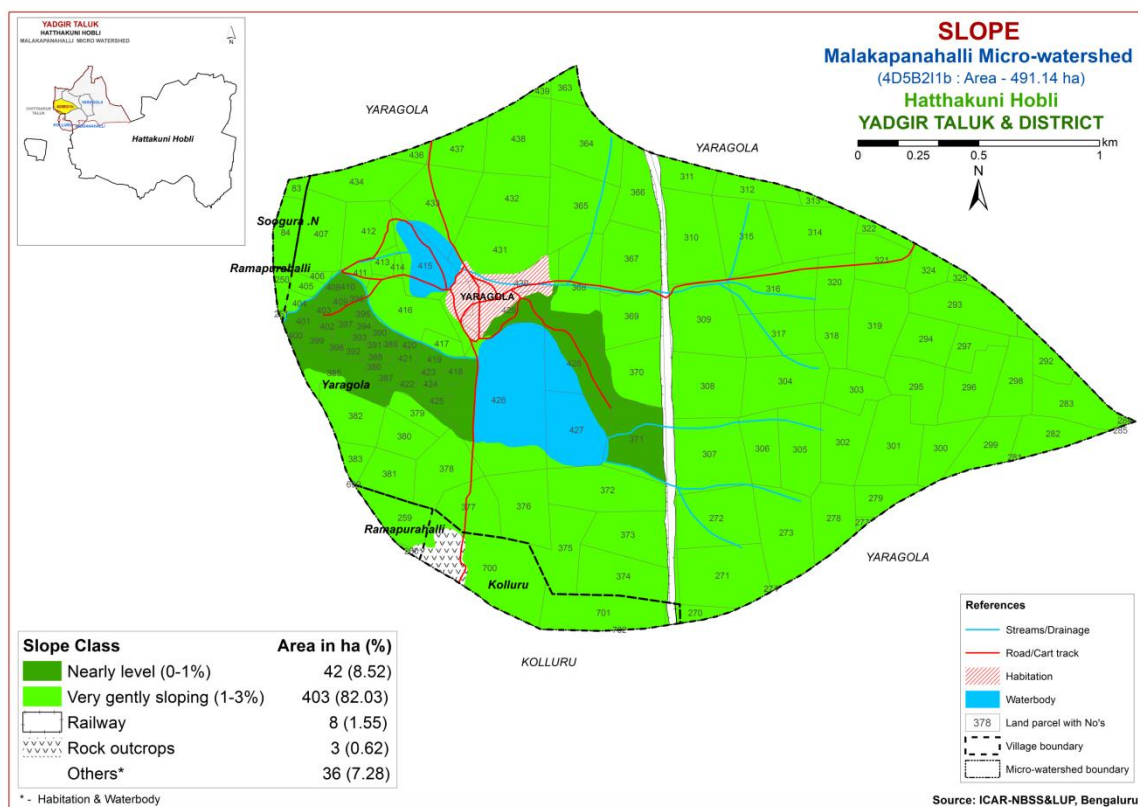 YADGIR TALUK
HATTHAKUNI HOBLI
MALAKAPANAHALLI MICRO WATERSHED
N
YARAGOLA
Hattakuni Hobli
SLOPE
Malakapanahalli Micro-watershed
(4D5B2I1b : Area - 491.14 ha)
Hatthakuni Hobli
YADGIR TALUK & DISTRICT
km
0 0.25 0.5 1
N
YARAGOLA
YARAGOLA
439 363
438 364
436 437
434 432 366
83 433 365
311 312 313
84 407 412 431 367 310 315 314 322
Soogura .N
Ramapurahalli
413 414 415 321 324 325
406 411 368 316 320 293
405 404
YARAGOLA
416 369 309 317 318 319 294 297
401 402 397 394 417 292
399 398 392 420 421 419 418 423 370 308 304 303 295 296 298
Yaragola
422 424 425 426 283
382 379 427 371 282 285
380 307 306 305 302 301 300 299
383 381 378 372 279
377 376 272 273 278
259 373
Ramapurahalli
375
700 374 271
Kolluru
701 270
KOLLURU
YARAGOLA
Slope Class Area in ha (%)
Nearly level (0-1%) 42 (8.52)
Very gently sloping (1-3%) 403 (82.03)
Railway 8 (1.55)
Rock outcrops 3 (0.62)
Others* 36 (7.28)
* - Habitation & Waterbody
References
Streams/Drainage
Road/Cart track
Habitation
Waterbody
378 Land parcel with No's
Village boundary
Micro-watershed boundary
Source: ICAR-NBSS&LUP, Bengaluru